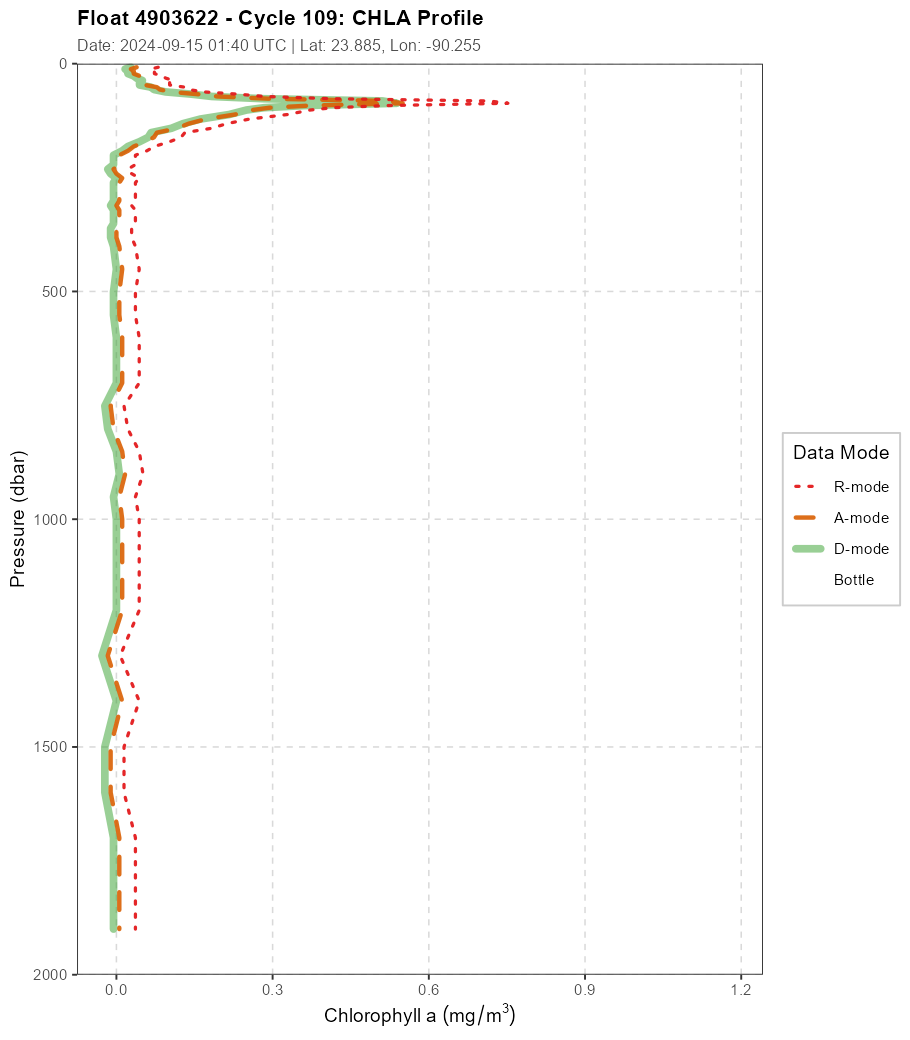 Float 4903622 - Cycle 109: CHLA Profile
Date: 2024-09-15 01:40 UTC | Lat: 23.885, Lon: -90.255
0
500
1000
1500
2000
Pressure (dbar)
0.0 0.3 0.6 0.9 1.2
Chlorophyll a (mg/m³)
Data Mode
R-mode
A-mode
D-mode
Bottle